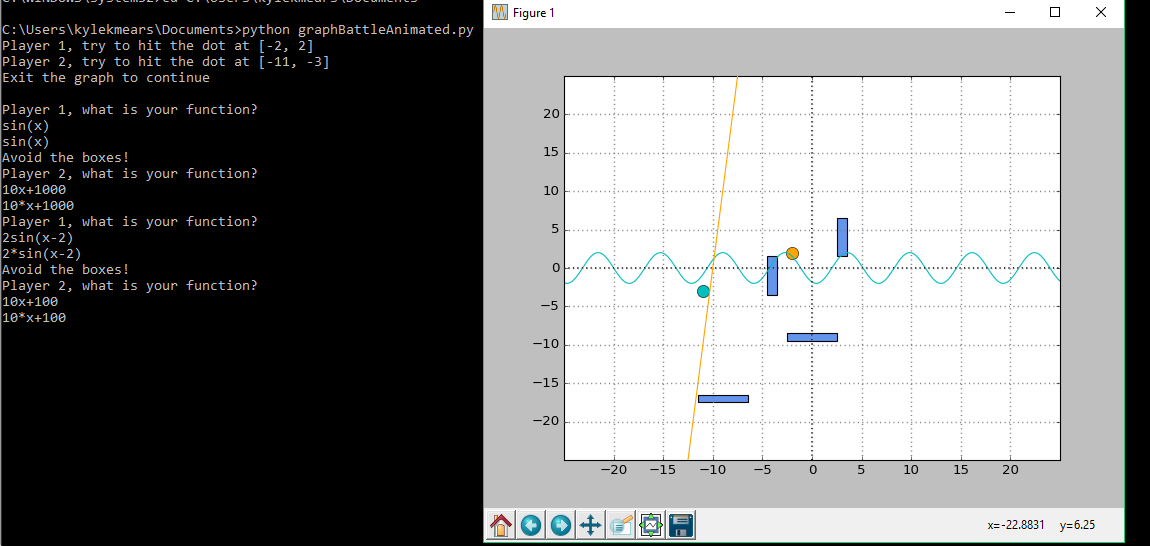 C:\Users\kylekmears\Documents>python graphBattleAnimated.py
Player 1, try to hit the dot at [-2, 2]
Player 2, try to hit the dot at [-11, -3]
Exit the graph to continue
Player 1, what is your function?
sin(x)
sin(x)
Avoid the boxes!
Player 2, what is your function?
10x+1000
10*x+1000
Player 1, what is your function?
2sin(x-2)
2*sin(x-2)
Avoid the boxes!
Player 2, what is your function?
10x+100
10*x+100
Figure 1
20
15
10
5
0
−5
−10
−15
−20
−20 −15 −10 −5 0 5 10 15 20
x=-22.8831 y=6.25